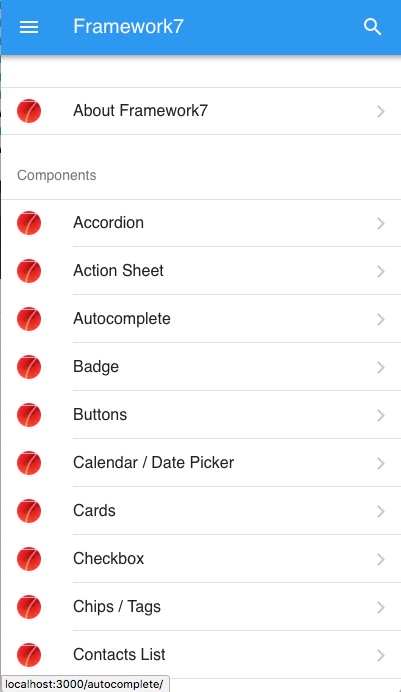 Framework7
About Framework7
Components
Accordion
Action Sheet
Autocomplete
Badge
Buttons
Calendar / Date Picker
Cards
Checkbox
Chips / Tags
Contacts List
localhost:3000/autocomplete/